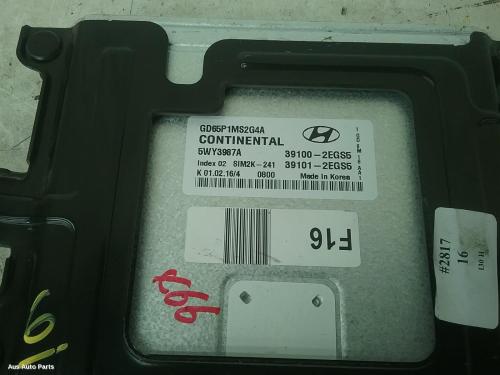 GD65P1MS2G4A
CONTINENTAL
5WY3987A
39100-2EGS5
Index 02 SIM2K-241
39101-2EGS5
K 01.02.16/4 0800
Made in Korea
F16
#2817
16
I30 H
Aus Auto Parts